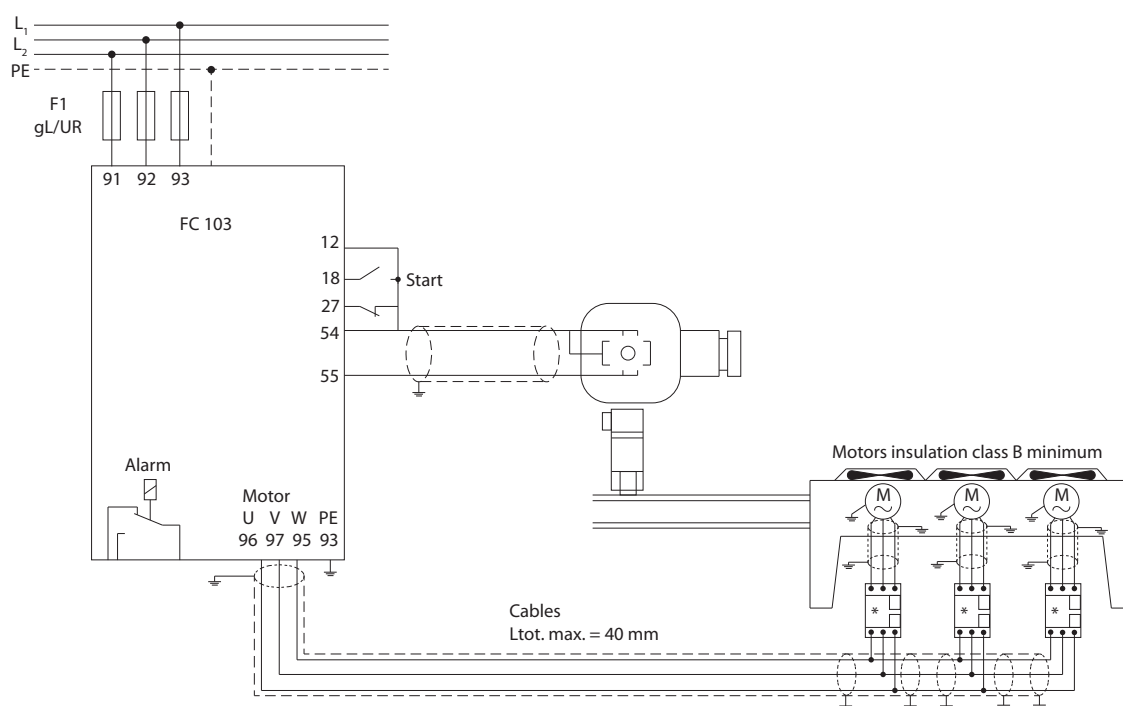 L1
L2
PE
F1
gL/UR
91 92 93
FC 103
12
18 Start
27
54
55
Alarm
Motor
U V W PE
96 97 95 93
Motors insulation class B minimum
M M M
* * *
Cables
Ltot. max. = 40 mm